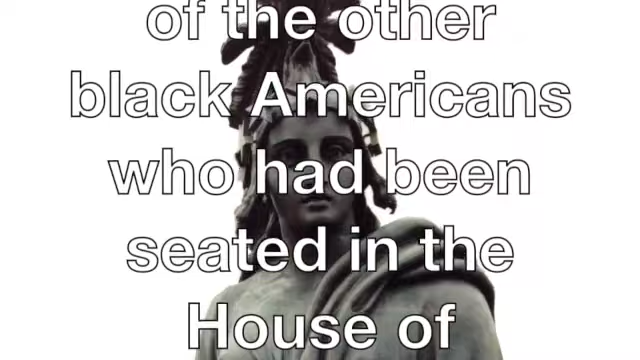 of the other
black Americans
who had been
seated in the
House of